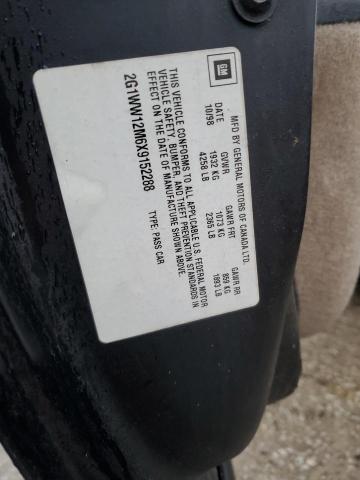 GM
MFD BY GENERAL MOTORS OF CANADA, LTD.
DATE GVWR GAWR FRT GAWR RR
10/98 1932 KG 1073 KG 859 KG
4258 LB 2365 LB 1893 LB
THIS VEHICLE CONFORMS TO ALL APPLICABLE U.S. FEDERAL MOTOR
VEHICLE SAFETY, BUMPER, AND THEFT PREVENTION STANDARDS IN
EFFECT ON THE DATE OF MANUFACTURE SHOWN ABOVE.
2G1WW12M6X9152288 TYPE: PASS CAR